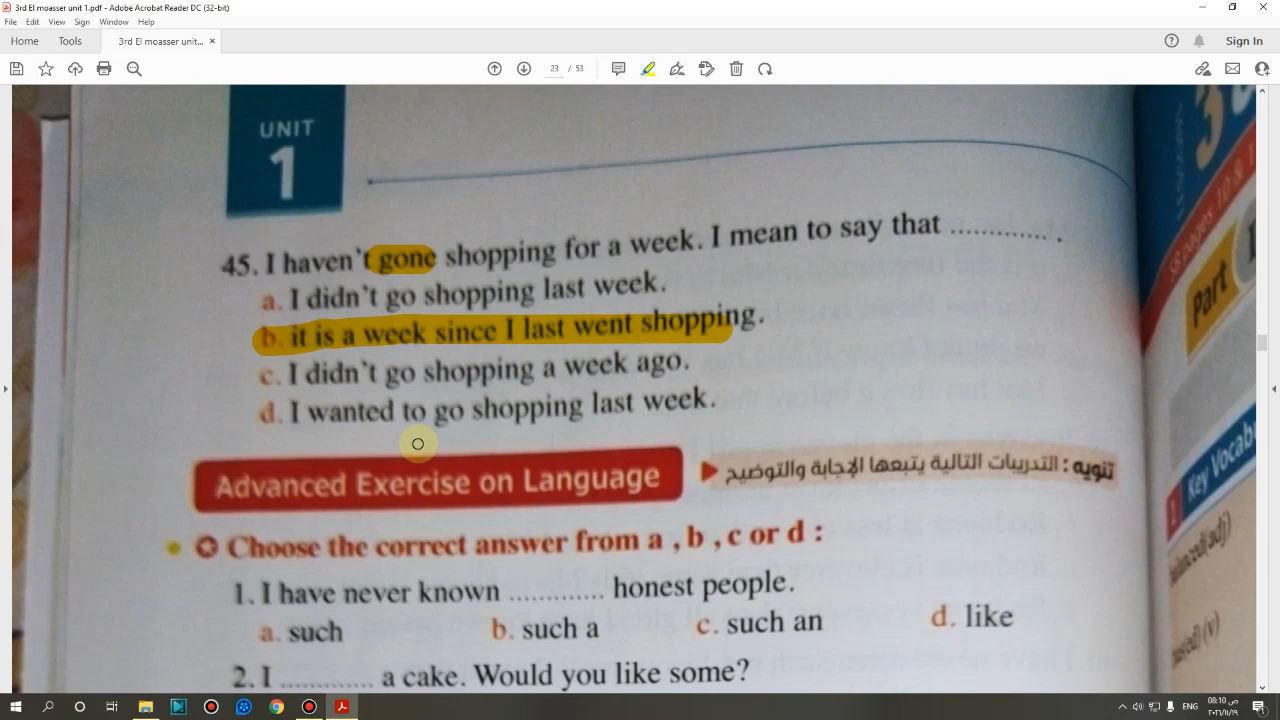 3rd El moasser unit 1.pdf - Adobe Acrobat Reader DC (32-bit)
File Edit View Sign Window Help
Home Tools 3rd El moasser unit... × Sign In
23 / 53
UNIT
1
45. I haven't gone shopping for a week. I mean to say that ............. .
a. I didn't go shopping last week.
b. it is a week since I last went shopping.
c. I didn't go shopping a week ago.
d. I wanted to go shopping last week.
Advanced Exercise on Language
تنويه : التدريبات التالية يتبعها الإجابة والتوضيح
Choose the correct answer from a , b , c or d :
1. I have never known ............ honest people.
a. such b. such a c. such an d. like
2. I ............ a cake. Would you like some?
Part
1 Key Vocab
ENG
08:10 ص